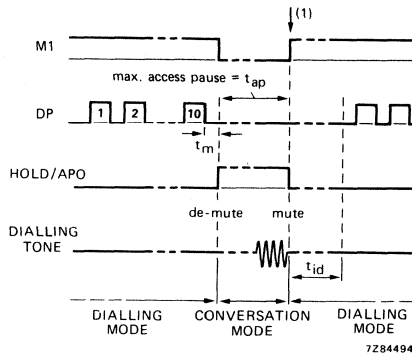 (1)
M1
max. access pause = tap
DP
1 2 10
tm
HOLD/APO
de-mute mute
DIALLING
TONE
tid
DIALLING CONVERSATION DIALLING
MODE MODE MODE
7Z84494